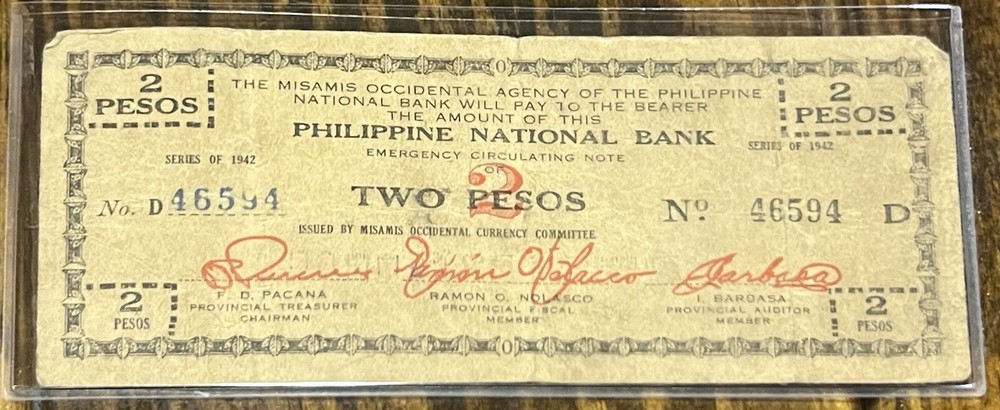 2 PESOS
THE MISAMIS OCCIDENTAL AGENCY OF THE PHILIPPINE
NATIONAL BANK WILL PAY TO THE BEARER
THE AMOUNT OF THIS
PHILIPPINE NATIONAL BANK
2 PESOS
SERIES OF 1942
EMERGENCY CIRCULATING NOTE
SERIES OF 1942
OF
2
No. D 46594
TWO PESOS
Nº 46594 D
ISSUED BY MISAMIS OCCIDENTAL CURRENCY COMMITTEE
Ramón O Nolasco
IBarbasa
2 PESOS
F. D. PACANA
PROVINCIAL TREASURER
CHAIRMAN
RAMON O. NOLASCO
PROVINCIAL FISCAL
MEMBER
I. BARBASA
PROVINCIAL AUDITOR
MEMBER
2 PESOS